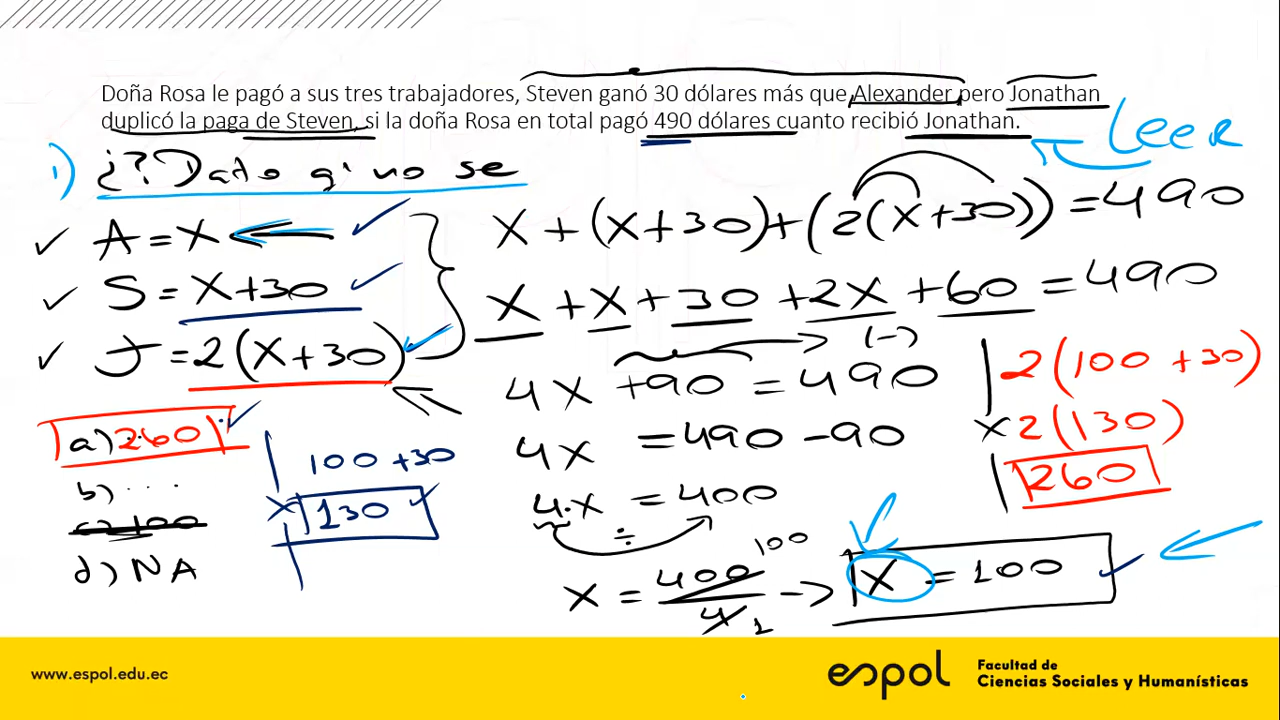 Doña Rosa le pagó a sus tres trabajadores, Steven ganó 30 dólares más que Alexander pero Jonathan
duplicó la paga de Steven, si la doña Rosa en total pagó 490 dólares cuanto recibió Jonathan.
Leer
1) ¿? Dato q' no se
A = X
S = X+30
J = 2(X+30)
a) 260
b) ....
c) 100
d) NA
100 +30
130
X + (X+30) + (2(X+30)) = 490
X + X + 30 + 2X + 60 = 490
(-)
4X +90 = 490
4X = 490 - 90
4.X = 400
÷
100
X = 400/4 1 -> X = 100
2(100 +30)
2(130)
260
www.espol.edu.ec
espol
Facultad de
Ciencias Sociales y Humanísticas